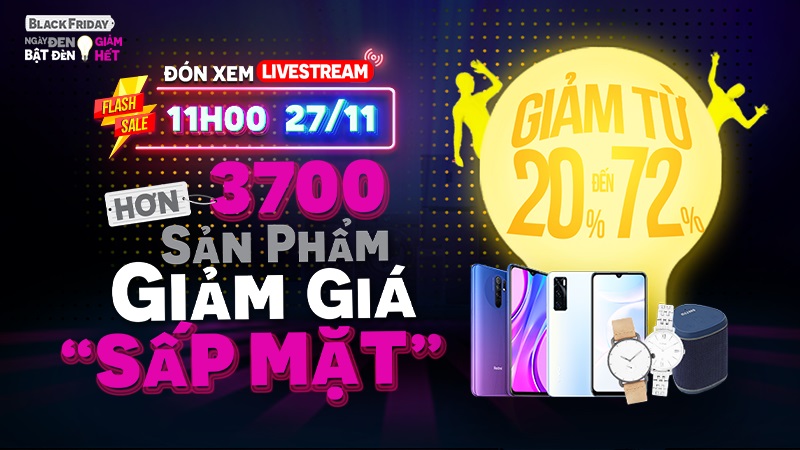 BLACK FRIDAY
NGÀY ĐEN GIẢM
BẬT ĐÈN HẾT
ĐÓN XEM LIVESTREAM
FLASH
SALE
11H00 27/11
HƠN 3700
SẢN PHẨM
GIẢM GIÁ
“SẤP MẶT”
GIẢM TỪ
20% ĐẾN 72%
Redmi